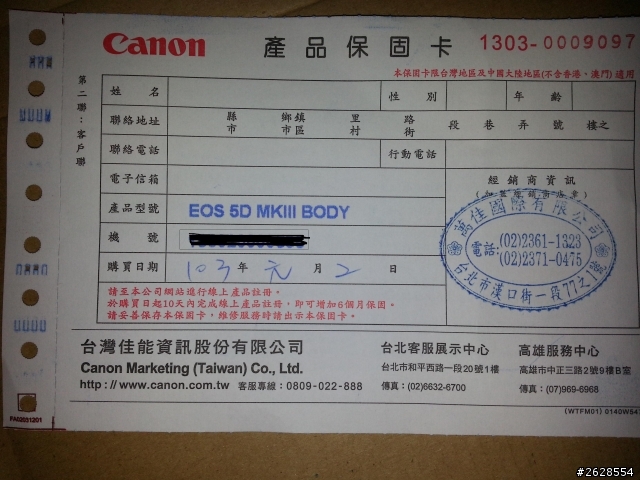 Canon 產品保固卡 1303-0009097
本保固卡限台灣地區及中國大陸地區(不含香港、澳門) 適用
第二聯:客戶聯
姓 名 性 別 年 齡
聯絡地址 縣市 鄉鎮市區 里村 路街 段 巷 弄 號 樓之
聯絡電話 行動電話
電子信箱 經銷商資訊
產品型號 EOS 5D MKIII BODY
萬佳國際有限公司
機 號
電話:(02)2361-1323
(02)2371-0475
台北市漢口街一段77之1號
購買日期 103 年 元 月 2 日
請至本公司網站進行線上產品註冊。
於購買日起10天內完成線上產品註冊,即可增加6個月保固。
請妥善保存本保固卡,維修服務時請出示本保固卡。
台灣佳能資訊股份有限公司
Canon Marketing (Taiwan) Co., Ltd.
http://www.canon.com.tw 客服專線:0809-022-888
台北客服展示中心
台北市和平西路一段20號1樓
傳真:(02)6632-6700
高雄服務中心
高雄市中正三路2號9樓B室
傳真:(07)969-6968
FA02031201
(WTFM01) 0140W64
#2628554